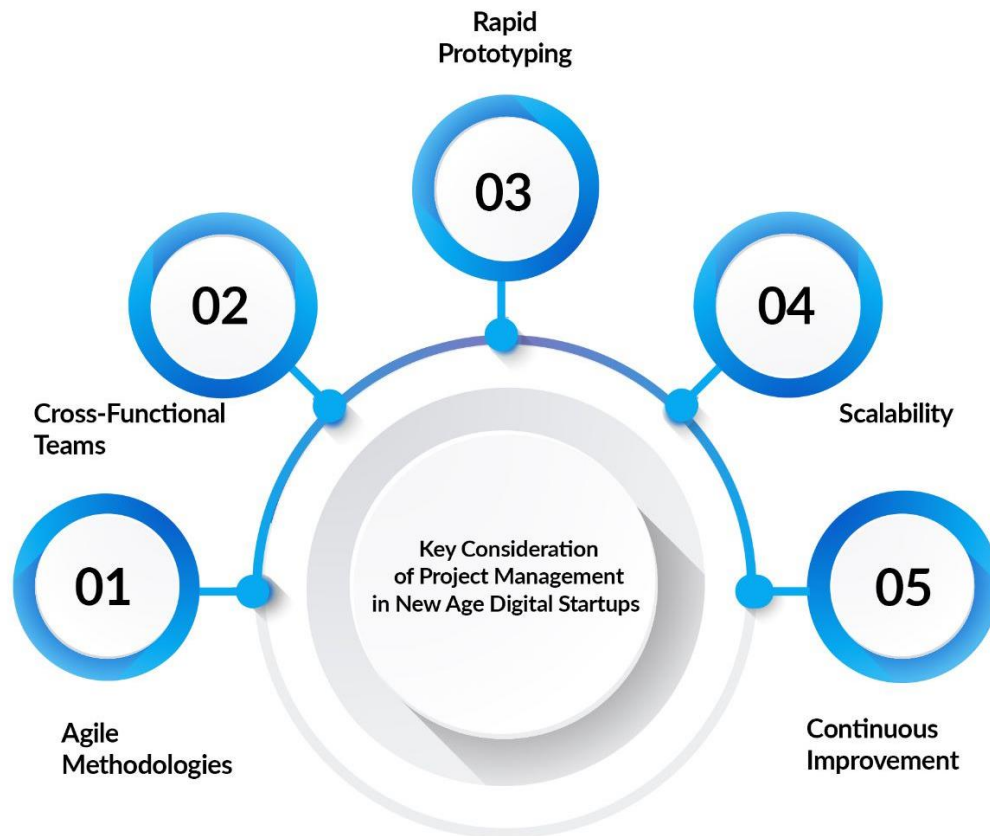 Rapid
Prototyping
03
02
04
Cross-Functional
Teams
Scalability
Key Consideration
of Project Management
in New Age Digital Startups
01
05
Agile
Methodologies
Continuous
Improvement